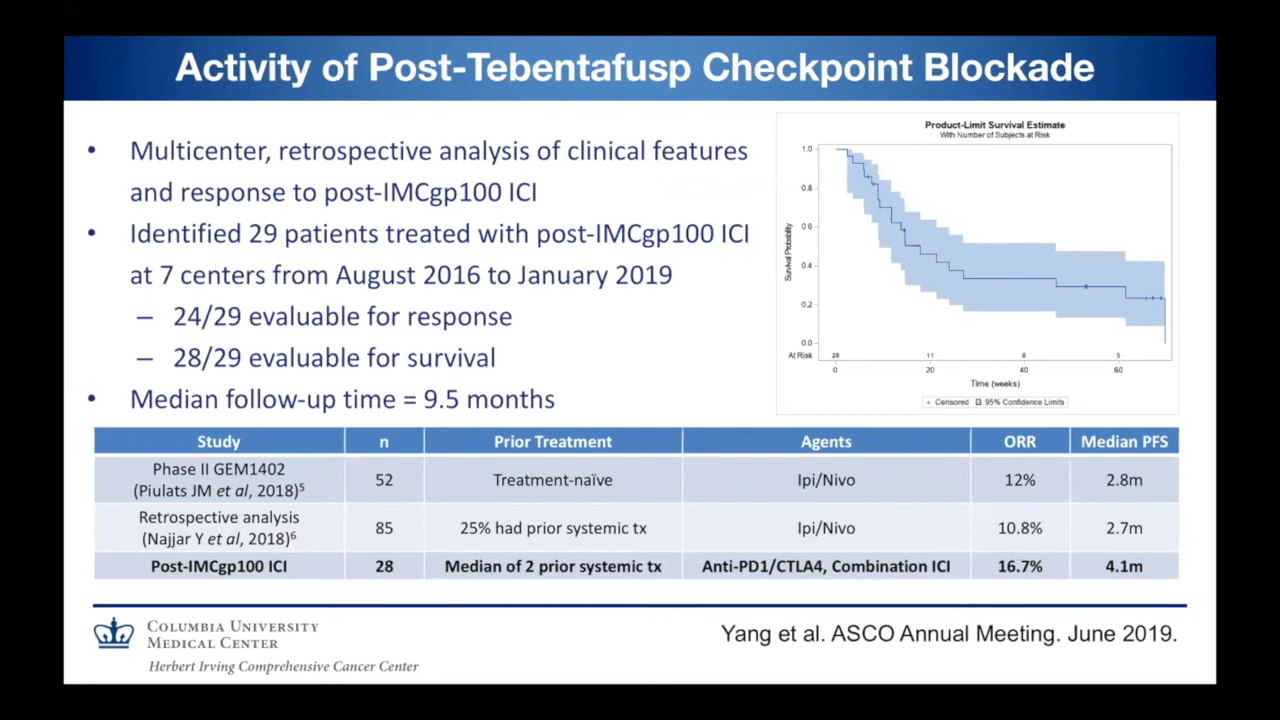 Activity of Post-Tebentafusp Checkpoint Blockade
• Multicenter, retrospective analysis of clinical features
and response to post-IMCgp100 ICI
• Identified 29 patients treated with post-IMCgp100 ICI
at 7 centers from August 2016 to January 2019
– 24/29 evaluable for response
– 28/29 evaluable for survival
• Median follow-up time = 9.5 months
Product-Limit Survival Estimate
With Number of Subjects at Risk
Survival Probability
1.0
0.8
0.6
0.4
0.2
0.0
At Risk 28 11 8 5
0 20 40 60
Time (weeks)
+ Censored 95% Confidence Limits
Study n Prior Treatment Agents ORR Median PFS
Phase II GEM1402
(Piulats JM et al, 2018)⁵ 52 Treatment-naïve Ipi/Nivo 12% 2.8m
Retrospective analysis
(Najjar Y et al, 2018)⁶ 85 25% had prior systemic tx Ipi/Nivo 10.8% 2.7m
Post-IMCgp100 ICI 28 Median of 2 prior systemic tx Anti-PD1/CTLA4, Combination ICI 16.7% 4.1m
Columbia University
Medical Center
Herbert Irving Comprehensive Cancer Center
Yang et al. ASCO Annual Meeting. June 2019.